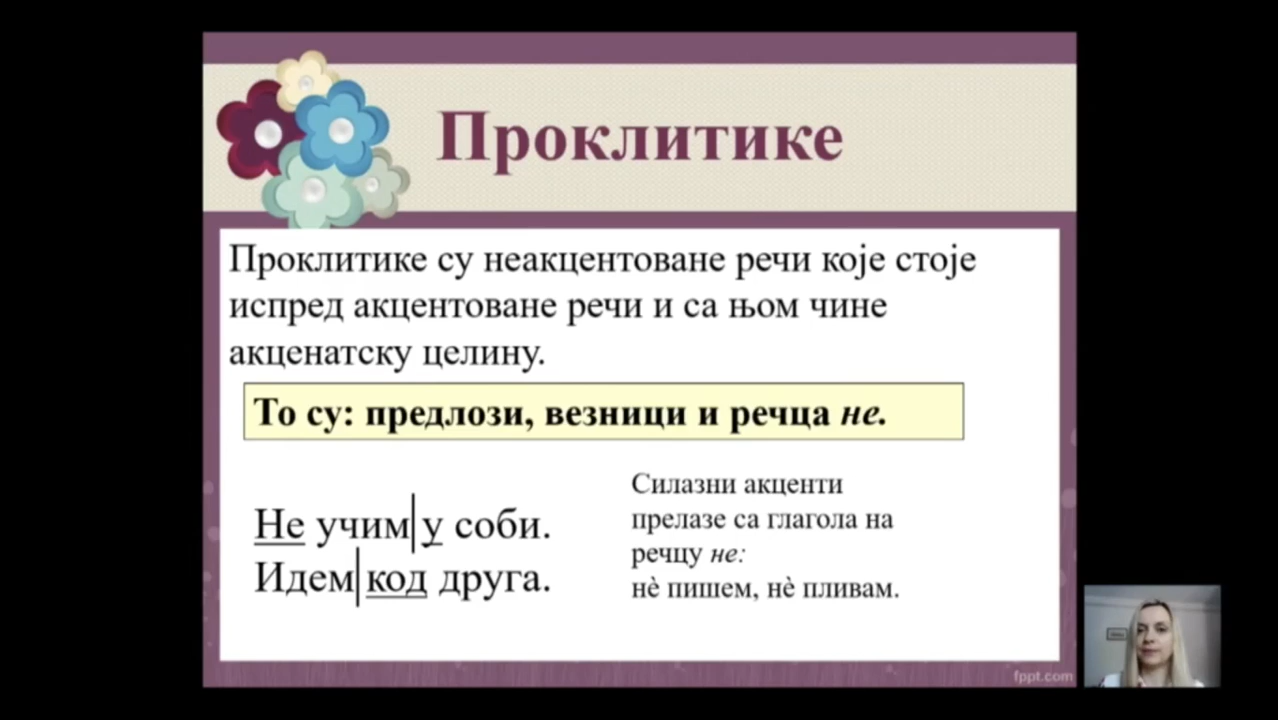 Проклитике
Проклитике су неакцентоване речи које стоје
испред акцентоване речи и са њом чине
акценатску целину.
То су: предлози, везници и речца не.
Не учим|у соби.
Идем|код друга.
Силазни акценти
прелазе са глагола на
речцу не:
нѐ пишем, нѐ пливам.
fppt.com